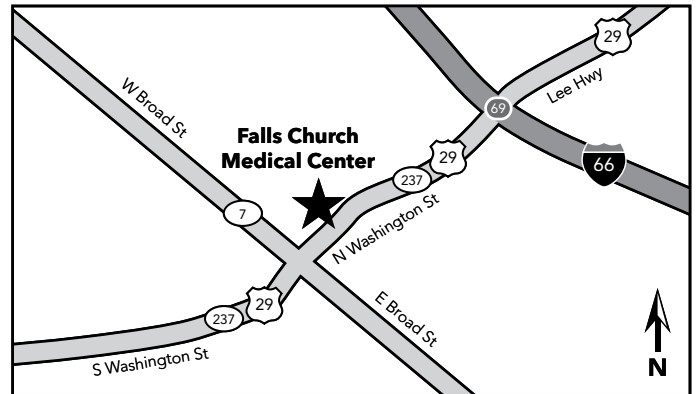 29
Lee Hwy
69
W Broad St
Falls Church
Medical Center
29
66
237
7
N Washington St
29
237
E Broad St
S Washington St
N